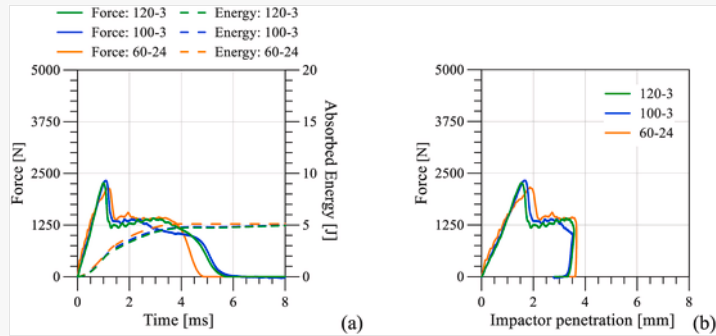 Force: 120-3 Energy: 120-3
Force: 100-3 Energy: 100-3
Force: 60-24 Energy: 60-24
5000 20
3750 15
2500 10
1250 5
0 0
0 2 4 6 8
Force [N]
Absorbed Energy [J]
Time [ms]
(a)
120-3
100-3
60-24
5000
3750
2500
1250
0
0 2 4 6 8
Force [N]
Impactor penetration [mm]
(b)